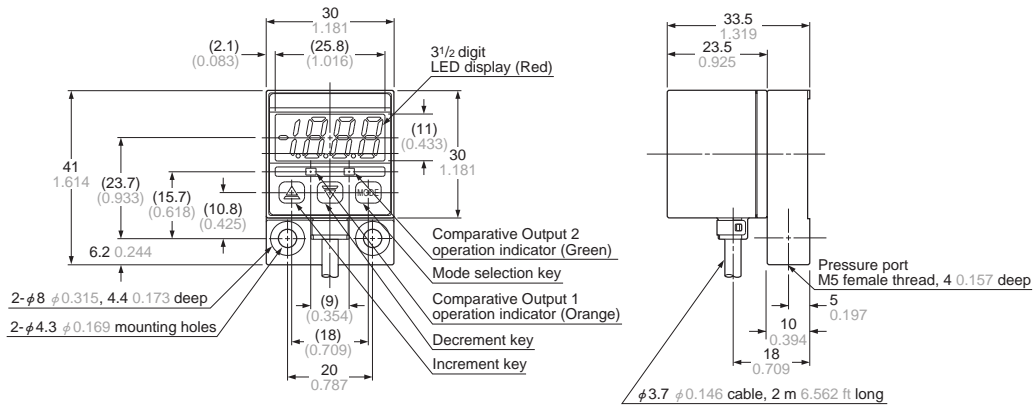 30
1.181
(2.1)
(0.083)
(25.8)
(1.016)
3 1/2 digit
LED display (Red)
41
1.614
(23.7)
(0.933)
(15.7)
(0.618)
(10.8)
(0.425)
(11)
(0.433)
30
1.181
MODE
6.2 0.244
2-φ8 φ0.315, 4.4 0.173 deep
2-φ4.3 φ0.169 mounting holes
(9)
(0.354)
(18)
(0.709)
20
0.787
Comparative Output 2
operation indicator (Green)
Mode selection key
Comparative Output 1
operation indicator (Orange)
Decrement key
Increment key
33.5
1.319
23.5
0.925
Pressure port
M5 female thread, 4 0.157 deep
5
0.197
10
0.394
18
0.709
φ3.7 φ0.146 cable, 2 m 6.562 ft long